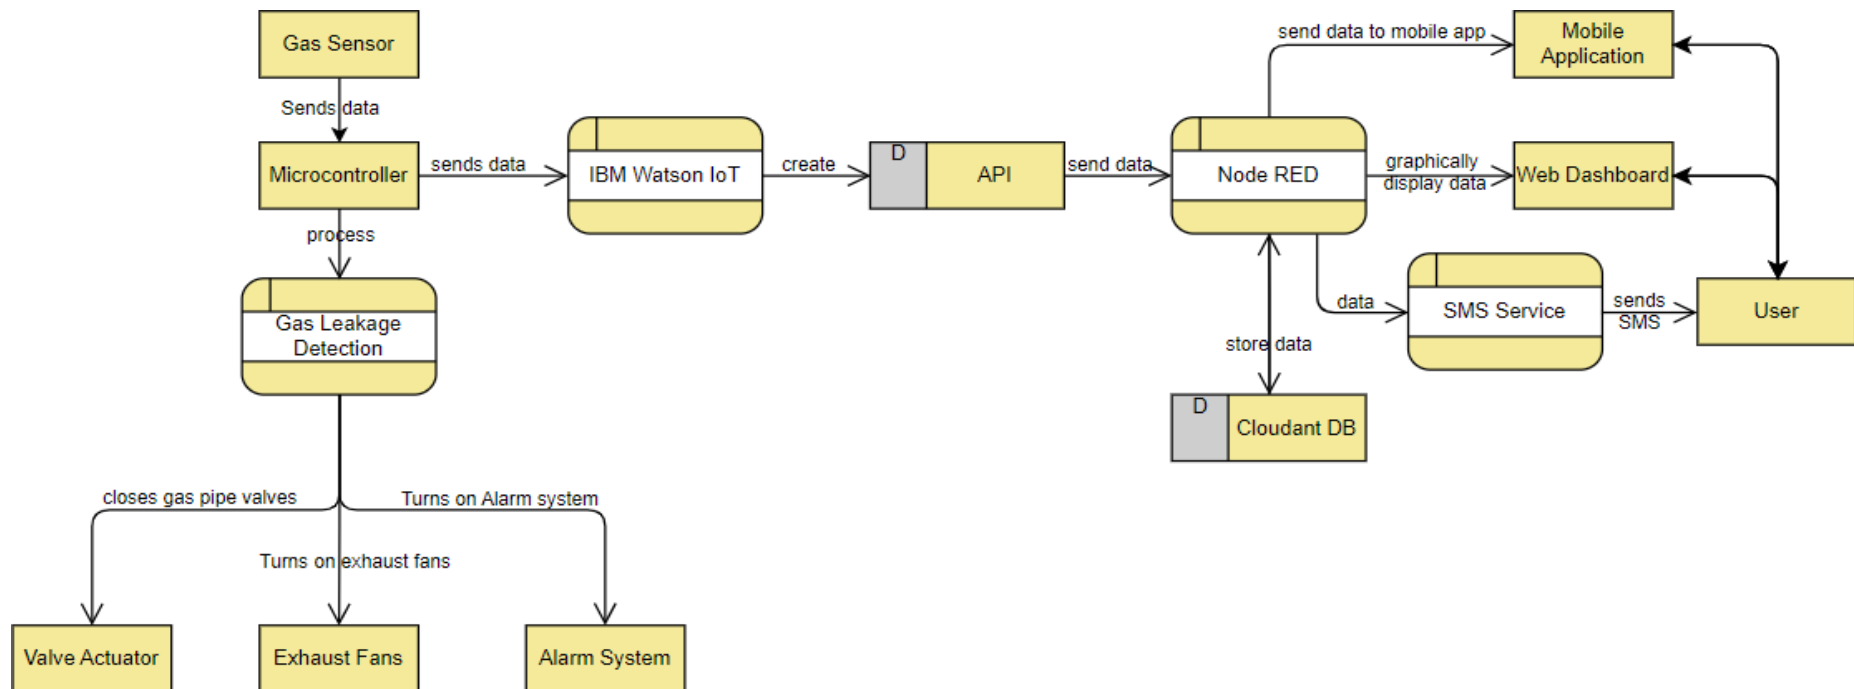 Gas Sensor
Sends data
Microcontroller
sends data
IBM Watson IoT
create
D
API
send data
Node RED
send data to mobile app
Mobile
Application
graphically
display data
Web Dashboard
process
Gas Leakage
Detection
store data
D
Cloudant DB
data
SMS Service
sends
SMS
User
closes gas pipe valves
Turns on Alarm system
Turns on exhaust fans
Valve Actuator
Exhaust Fans
Alarm System